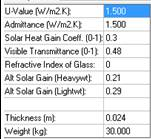 U-Value (W/m2.K): 1.500
Admittance (W/m2.K): 1.500
Solar Heat Gain Coeff. (0-1): 0.3
Visible Transmittance (0-1): 0.48
Refractive Index of Glass: 0
Alt Solar Gain (Heavywt): 0.21
Alt Solar Gain (Lightwt): 0.29
Thickness (m): 0.024
Weight (kg): 30.000